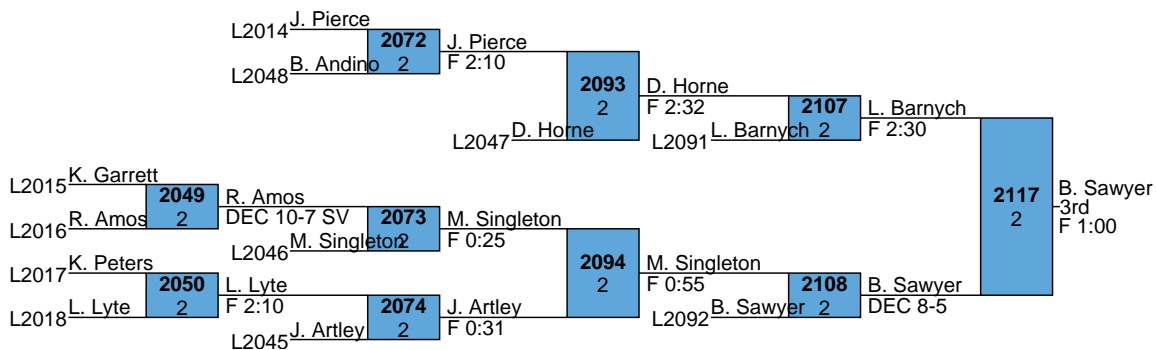 J. Pierce
L2014
2072
J. Pierce
B. Andino
2
F 2:10
L2048
2093
2
D. Horne
2107
L. Barnych
F 2:32
D. Horne
L2047
L. Barnych
2
F 2:30
L2091
K. Garrett
L2015
2049
R. Amos
2117
B. Sawyer
R. Amos
2
DEC 10-7 SV
2073
M. Singleton
2
3rd
L2016
M. Singleton
2
F 0:25
F 1:00
L2046
K. Peters
2094
M. Singleton
L2017
2050
L. Lyte
2
F 0:55
2108
B. Sawyer
L. Lyte
2
F 2:10
2074
J. Artley
B. Sawyer
2
DEC 8-5
L2018
J. Artley
2
F 0:31
L2092
L2045